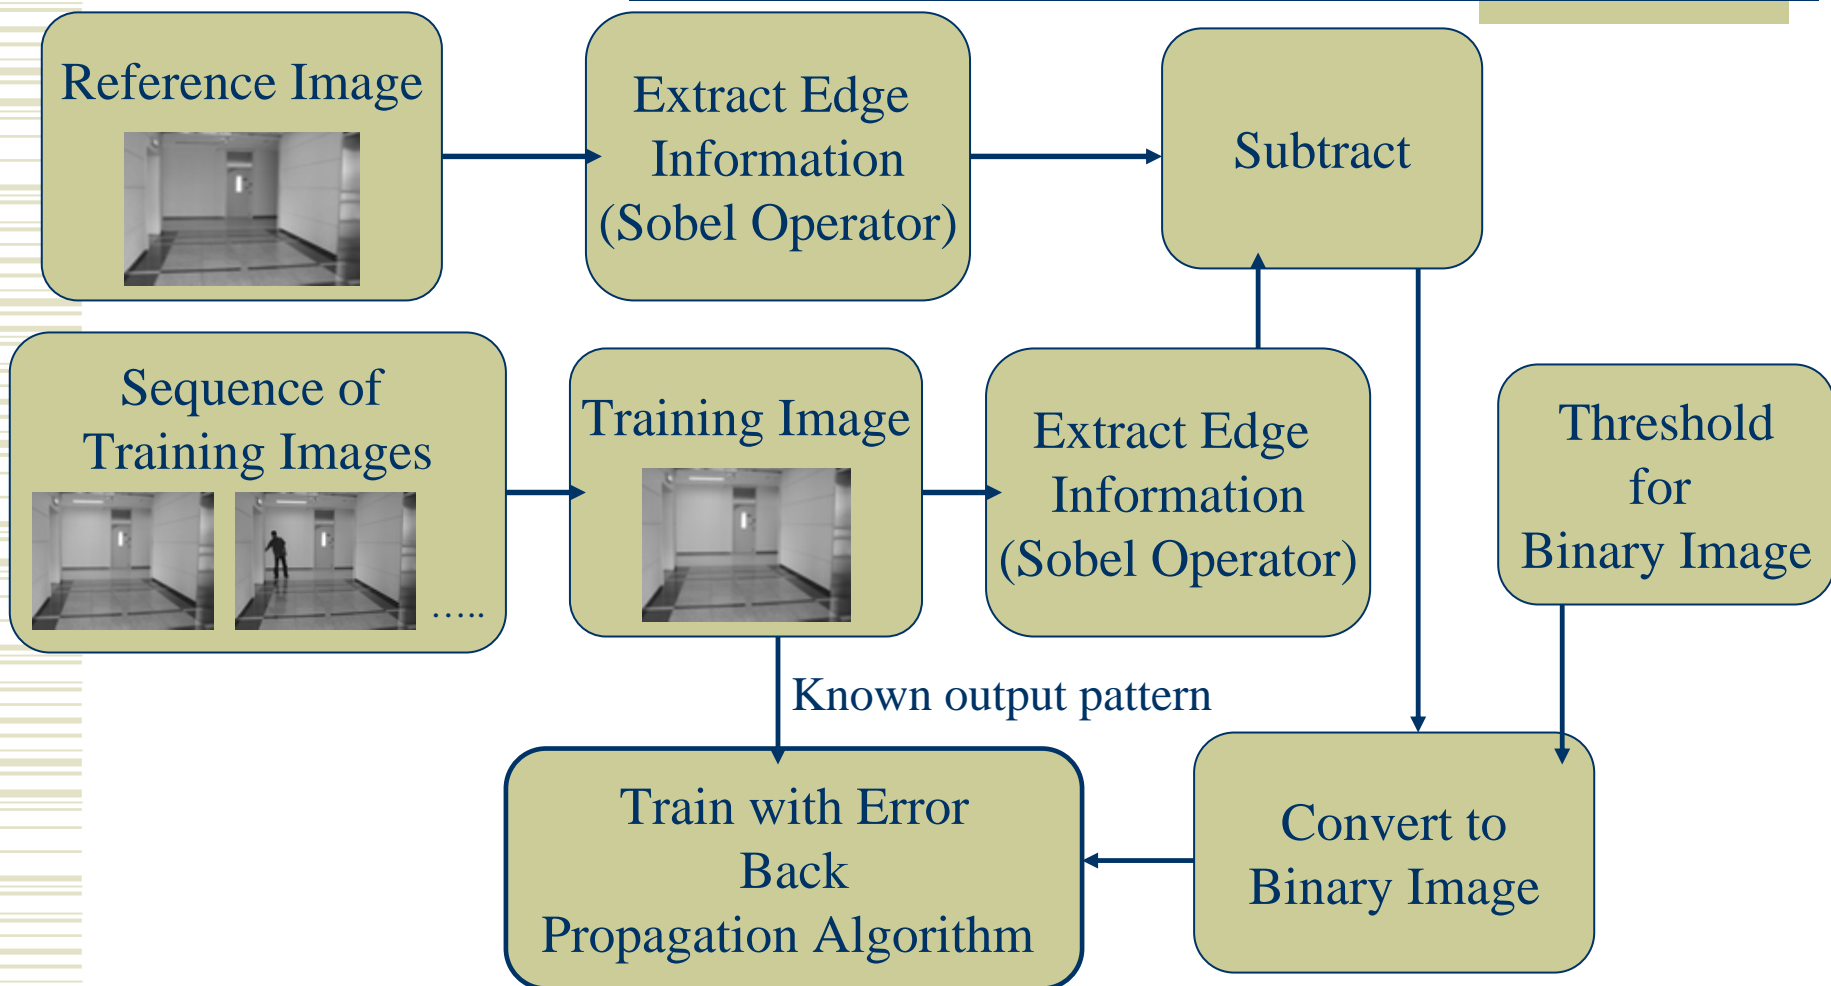 Reference Image
Extract Edge
Information
(Sobel Operator)
Subtract
Sequence of
Training Images
.....
Training Image
Extract Edge
Information
(Sobel Operator)
Threshold
for
Binary Image
Known output pattern
Train with Error
Back
Propagation Algorithm
Convert to
Binary Image